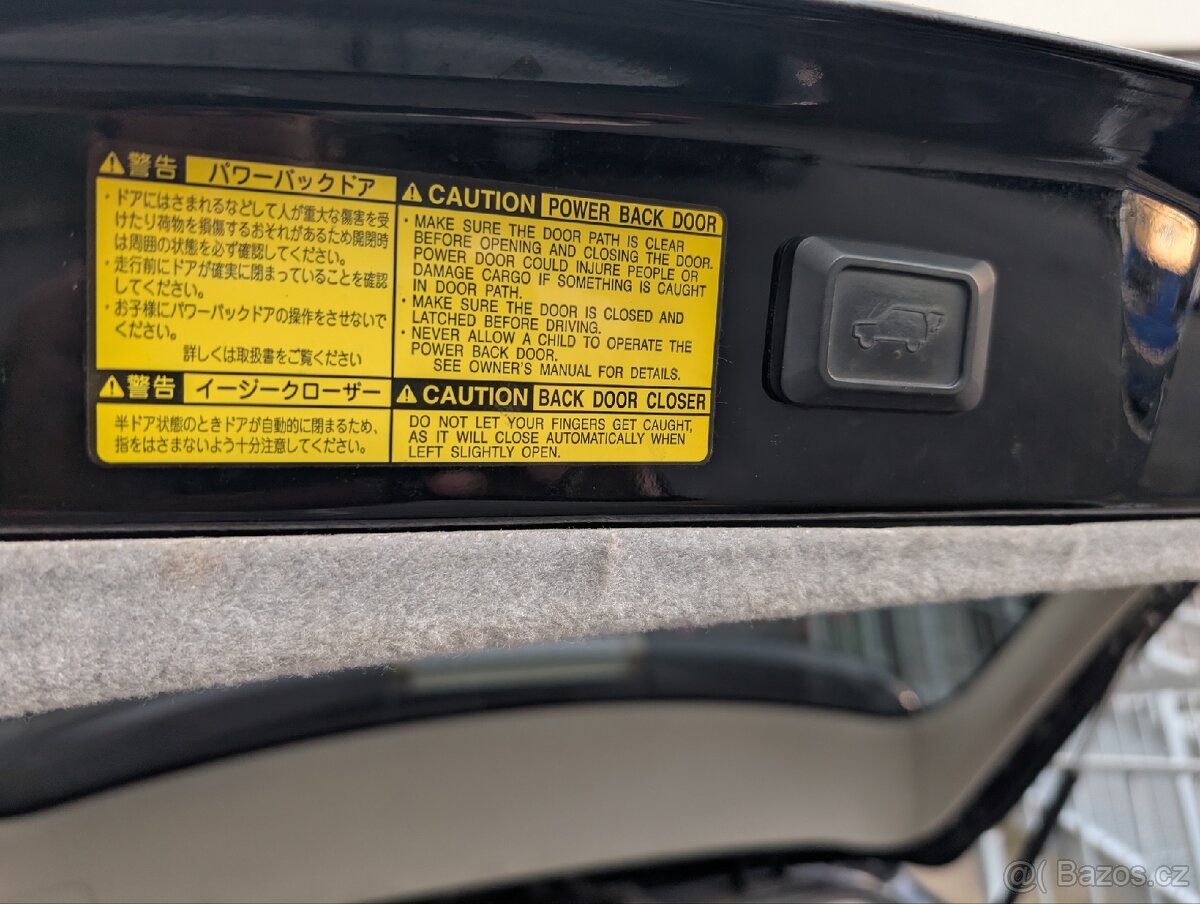 警告 パワーバックドア
・ドアにはさまれるなどして人が重大な傷害を受
けたり荷物を損傷するおそれがあるため開閉時
は周囲の状態を必ず確認してください。
・走行前にドアが確実に閉まっていることを確認
してください。
・お子様にパワーバックドアの操作をさせないで
ください。
詳しくは取扱書をご覧ください
警告 イージークローザー
半ドア状態のときドアが自動的に閉まるため、
指をはさまないよう十分注意してください。
CAUTION POWER BACK DOOR
・MAKE SURE THE DOOR PATH IS CLEAR
BEFORE OPENING AND CLOSING THE DOOR.
POWER DOOR COULD INJURE PEOPLE OR
DAMAGE CARGO IF SOMETHING IS CAUGHT
IN DOOR PATH.
・MAKE SURE THE DOOR IS CLOSED AND
LATCHED BEFORE DRIVING.
・NEVER ALLOW A CHILD TO OPERATE THE
POWER BACK DOOR.
SEE OWNER'S MANUAL FOR DETAILS.
CAUTION BACK DOOR CLOSER
DO NOT LET YOUR FINGERS GET CAUGHT,
AS IT WILL CLOSE AUTOMATICALLY WHEN
LEFT SLIGHTLY OPEN.
@( Bazos.cz